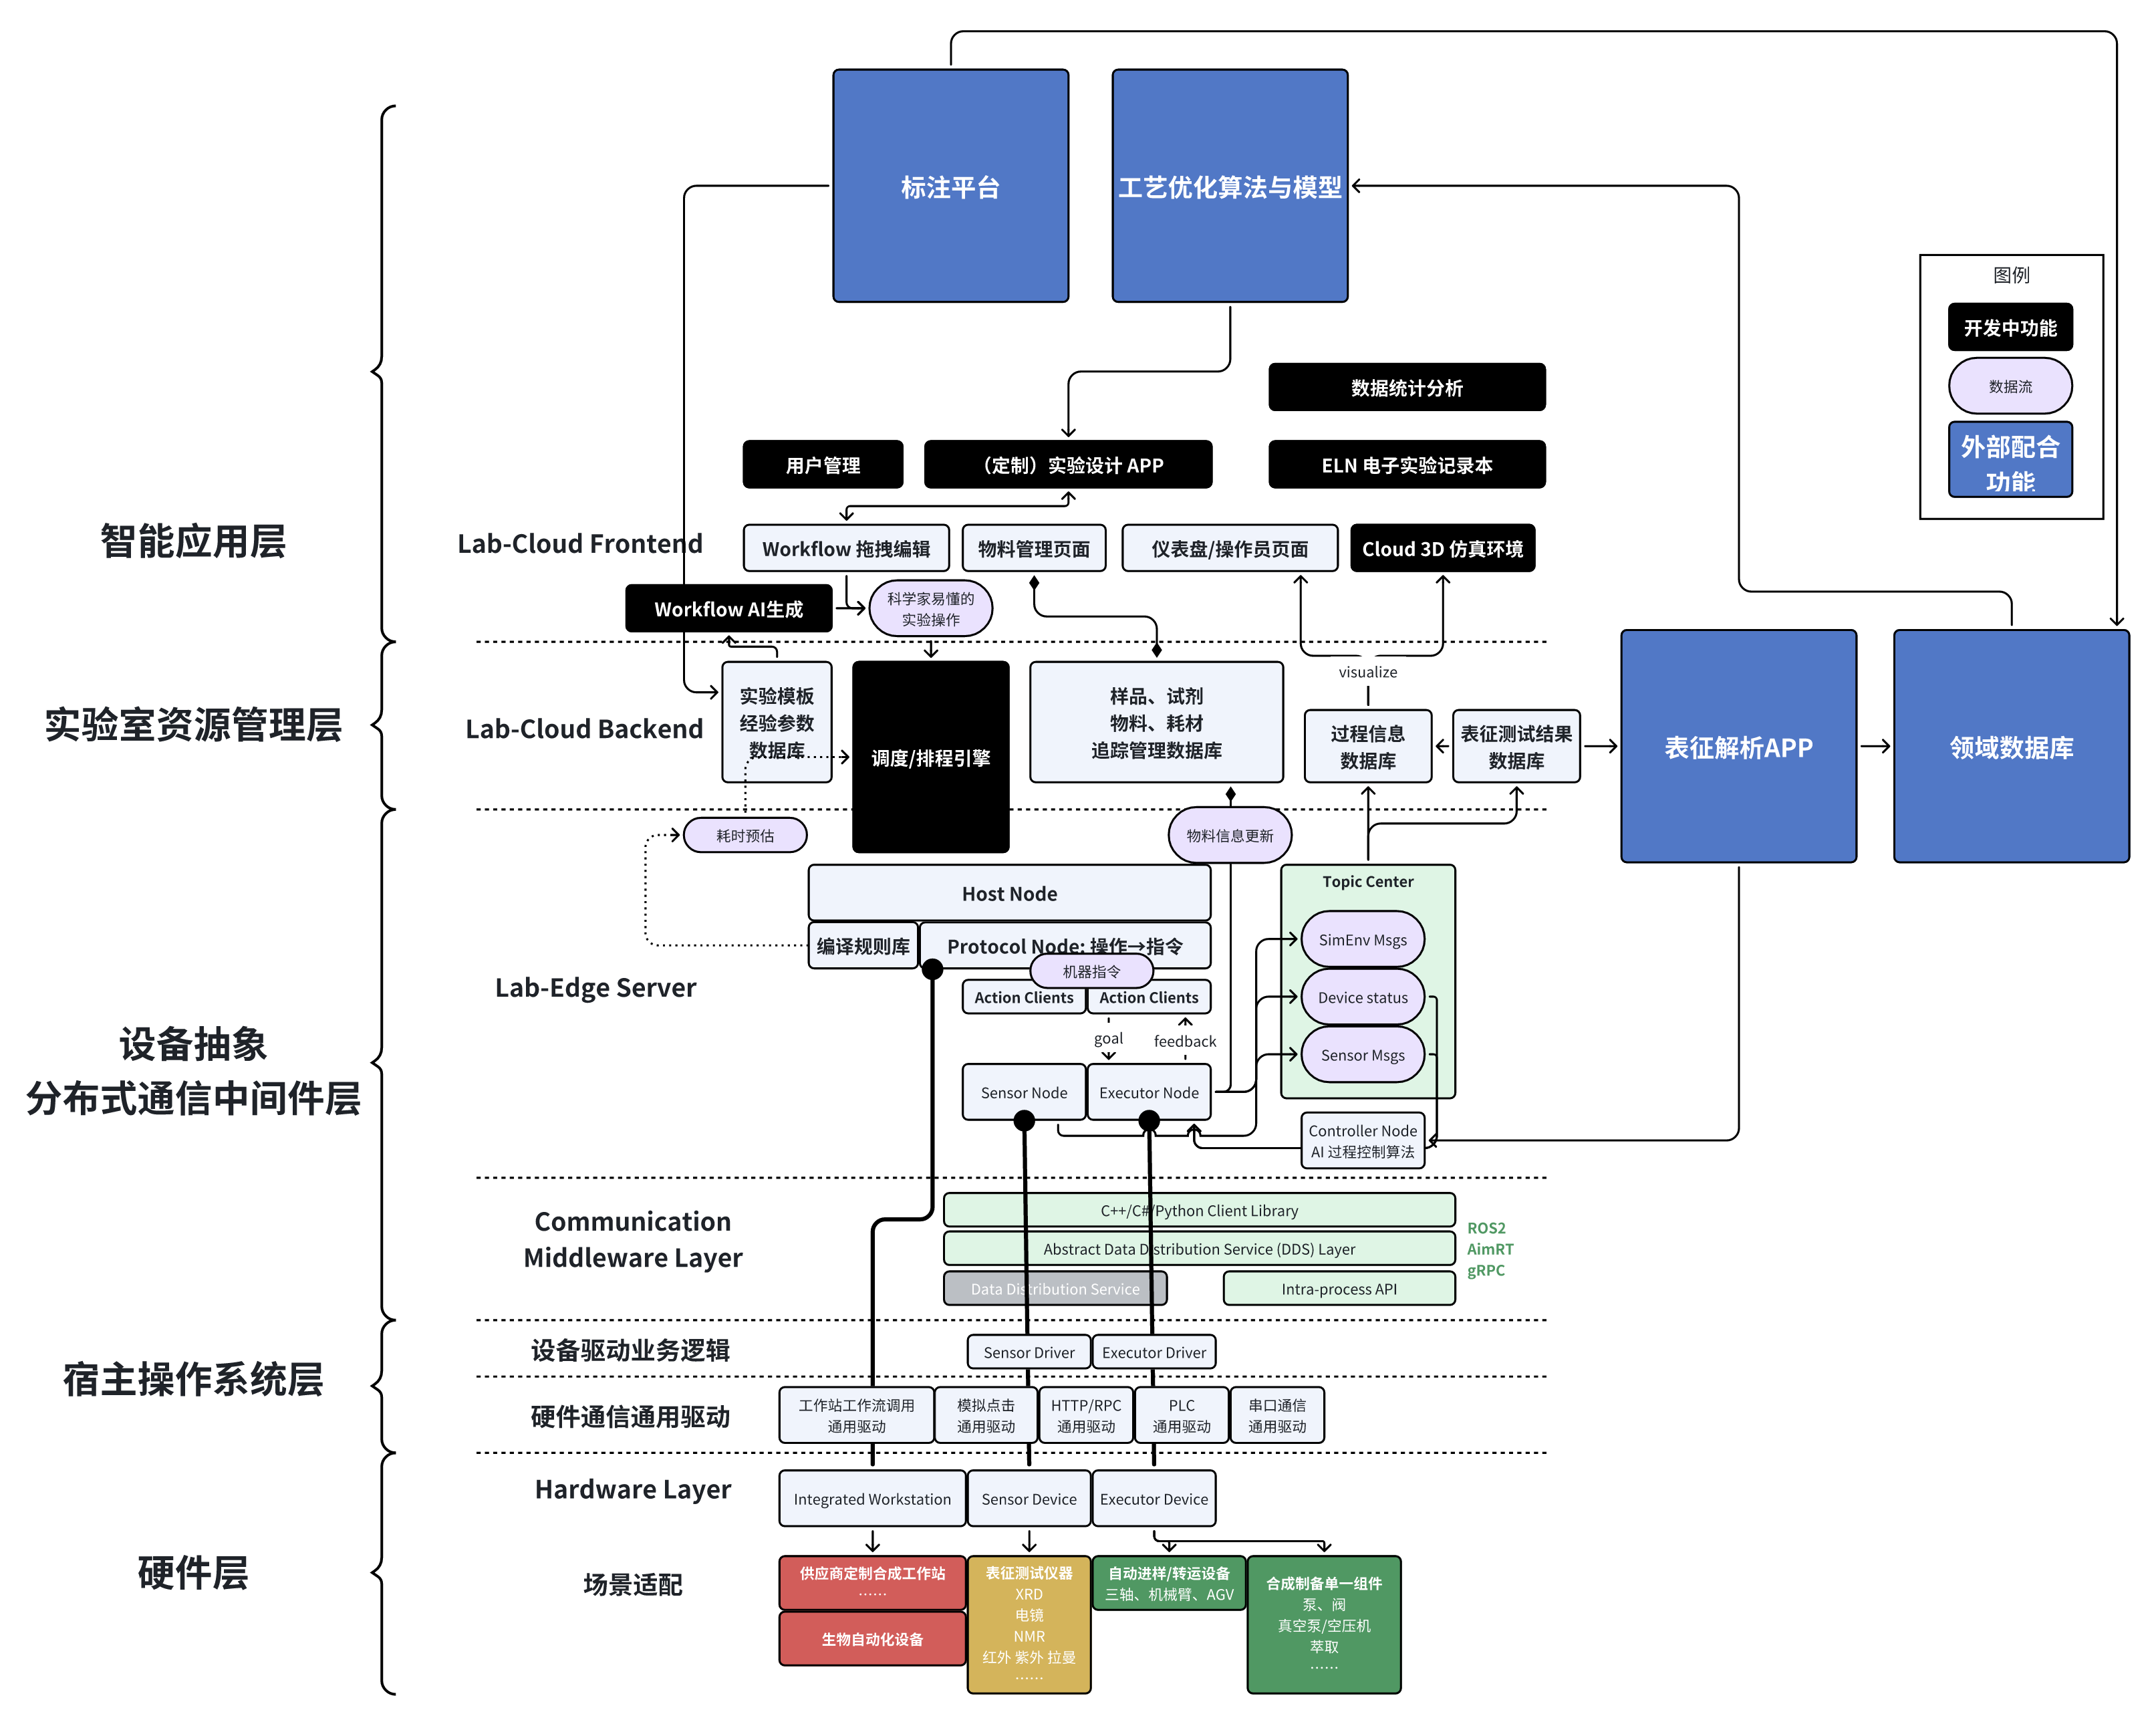 标注平台
工艺优化算法与模型
图例
开发中功能
数据流
外部配合
功能
数据统计分析
用户管理
（定制）实验设计 APP
ELN 电子实验记录本
智能应用层
Lab-Cloud Frontend
Workflow 拖拽编辑
物料管理页面
仪表盘/操作员页面
Cloud 3D 仿真环境
Workflow AI生成
科学家易懂的
实验操作
实验室资源管理层
Lab-Cloud Backend
实验模板
经验参数
数据库
调度/排程引擎
样品、试剂
物料、耗材
追踪管理数据库
visualize
过程信息
数据库
表征测试结果
数据库
表征解析APP
领域数据库
耗时预估
物料信息更新
设备抽象
分布式通信中间件层
Lab-Edge Server
Host Node
编译规则库
Protocol Node: 操作→指令
机器指令
Action Clients
Action Clients
goal
feedback
Sensor Node
Executor Node
Topic Center
SimEnv Msgs
Device status
Sensor Msgs
Controller Node
AI 过程控制算法
Communication
Middleware Layer
C++/C#/Python Client Library
Abstract Data Distribution Service (DDS) Layer
Data Distribution Service
Intra-process API
ROS2
AimRT
gRPC
宿主操作系统层
设备驱动业务逻辑
Sensor Driver
Executor Driver
硬件通信通用驱动
工作站工作流调用
通用驱动
模拟点击
通用驱动
HTTP/RPC
通用驱动
PLC
通用驱动
串口通信
通用驱动
硬件层
Hardware Layer
Integrated Workstation
Sensor Device
Executor Device
场景适配
供应商定制合成工作站
……
生物自动化设备
表征测试仪器
XRD
电镜
NMR
红外 紫外 拉曼
……
自动进样/转运设备
三轴、机械臂、AGV
合成制备单一组件
泵、阀
真空泵/空压机
萃取
……